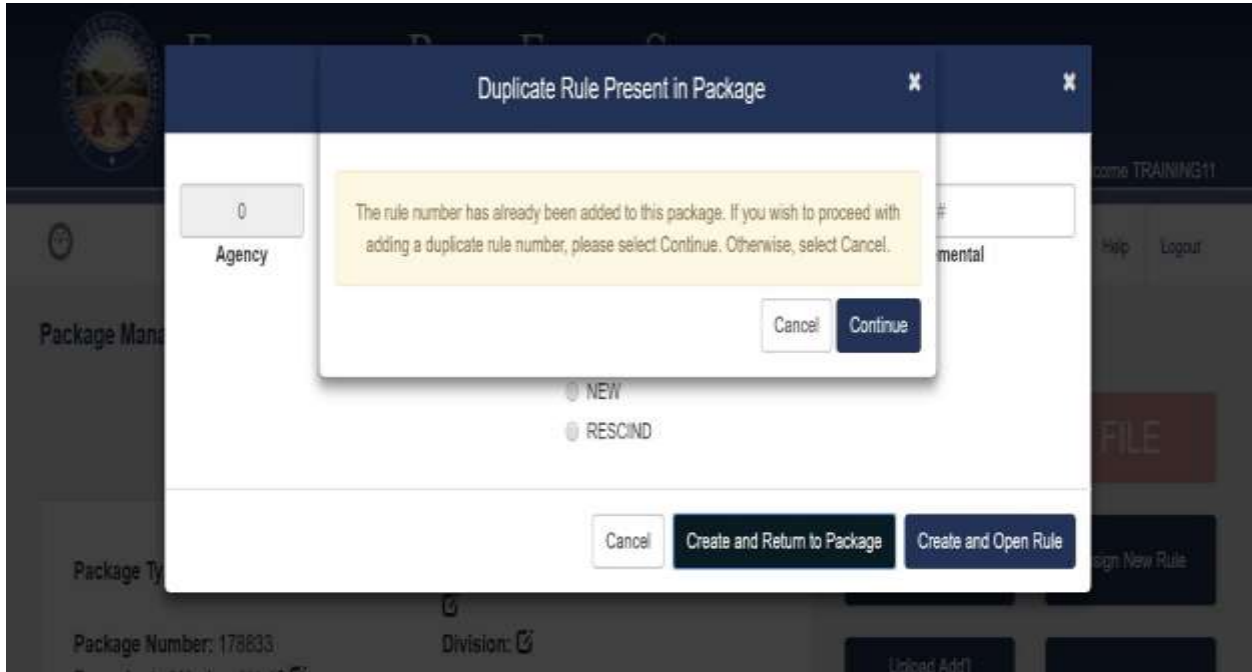 Duplicate Rule Present in Package
×
×
come TRAINING11
The rule number has already been added to this package. If you wish to proceed with
adding a duplicate rule number, please select Continue. Otherwise, select Cancel.
0
#
Agency
mental
Help
Logout
Cancel
Continue
Package Mana
NEW
RESCIND
FILE
Cancel
Create and Return to Package
Create and Open Rule
sign New Rule
Package Ty
Package Number: 178833
Division:
Upload Add'l